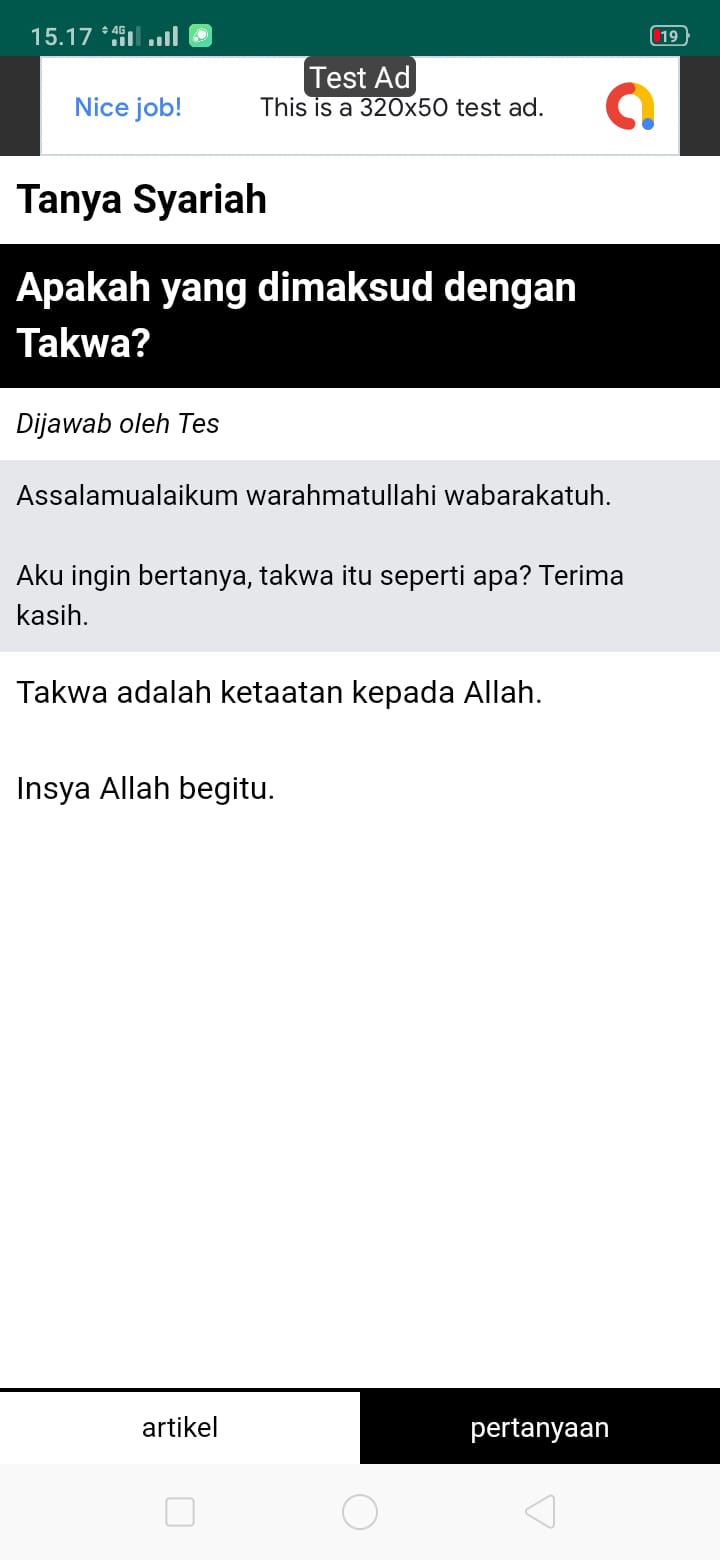 15.17 4G 19
Test Ad
Nice job! This is a 320x50 test ad.
Tanya Syariah
Apakah yang dimaksud dengan
Takwa?
Dijawab oleh Tes
Assalamualaikum warahmatullahi wabarakatuh.
Aku ingin bertanya, takwa itu seperti apa? Terima
kasih.
Takwa adalah ketaatan kepada Allah.
Insya Allah begitu.
artikel pertanyaan